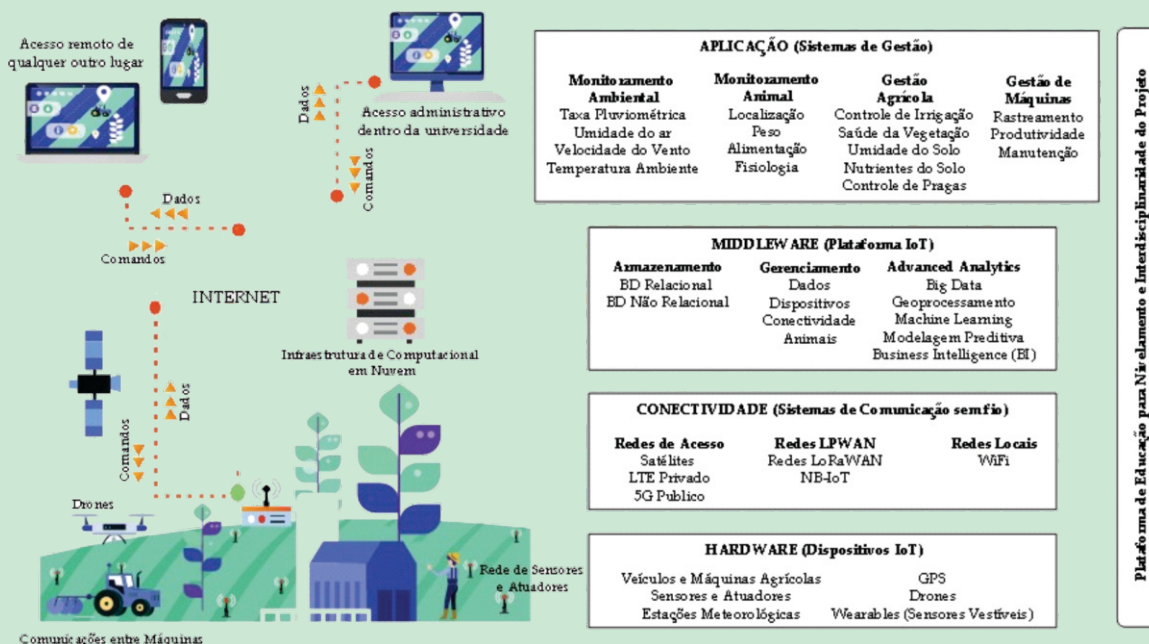 Acesso remoto de
qualquer outro lugar
Dados
Comandos
Acesso administrativo
dentro da universidade
Dados
Comandos
INTERNET
Infraestrutura de Computacional
em Nuvem
Dados
Comandos
Drones
Rede de Sensores
e Atuadores
Comunicações entre Máquinas
APLICAÇÃO (Sistemas de Gestão)
Monitoramento
Ambiental
Taxa Pluviométrica
Umidade do ar
Velocidade do Vento
Temperatura Ambiente
Monitoramento
Animal
Localização
Peso
Alimentação
Fisiologia
Gestão
Agrícola
Controle de Irrigação
Saúde da Vegetação
Umidade do Solo
Nutrientes do Solo
Controle de Pragas
Gestão de
Máquinas
Rastreamento
Produtividade
Manutenção
MIDDLEWARE (Plataforma IoT)
Armazenamento
BD Relacional
BD Não Relacional
Gerenciamento
Dados
Dispositivos
Conectividade
Animais
Advanced Analytics
Big Data
Geoprocessamento
Machine Learning
Modelagem Preditiva
Business Intelligence (BI)
CONECTIVIDADE (Sistemas de Comunicação sem fio)
Redes de Acesso
Satélites
LTE Privado
5G Publico
Redes LPWAN
Redes LoRaWAN
NB-IoT
Redes Locais
WiFi
HARDWARE (Dispositivos IoT)
Veículos e Máquinas Agrícolas
Sensores e Atuadores
Estações Meteorológicas
GPS
Drones
Wearables (Sensores Vestíveis)
Plataforma de Educação para Nivelamento e Interdisciplinaridade do Projeto